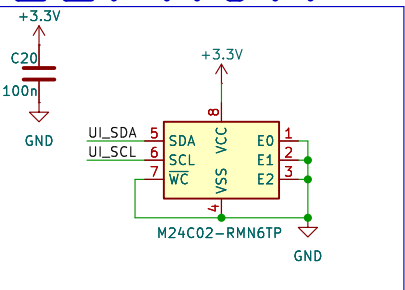 +3.3V
C20
100n
GND
+3.3V
8
VCC
UI_SDA 5 SDA E0 1
UI_SCL 6 SCL E1 2
7 WC E2 3
VSS
4
M24C02-RMN6TP
GND